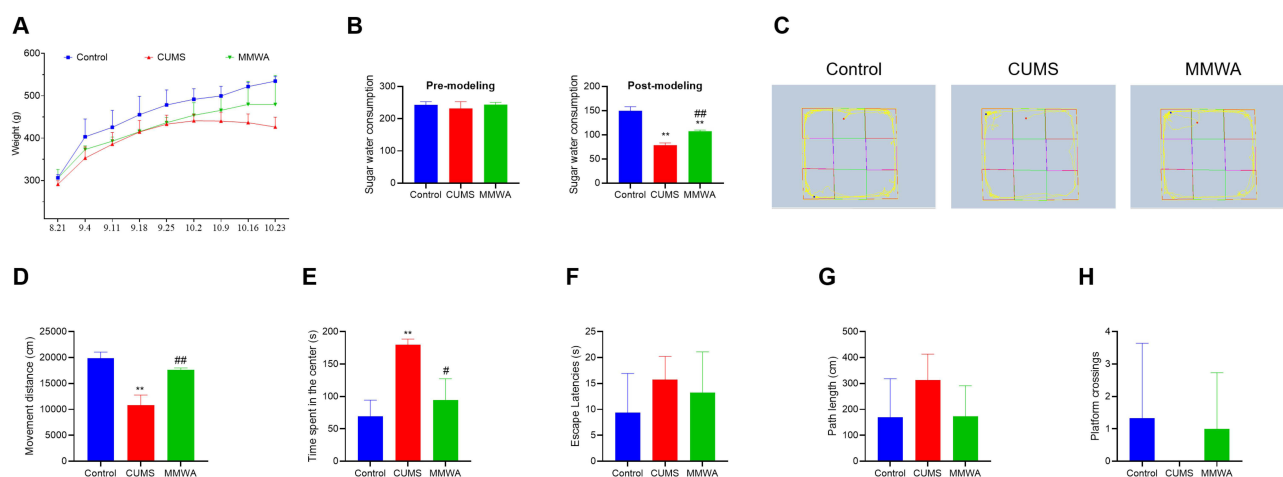 A
Control CUMS MMWA
Weight (g)
600
500
400
300
8.21 9.4 9.11 9.18 9.25 10.2 10.9 10.16 10.23
B
Pre-modeling
Sugar water consumption
300
200
100
0
Control CUMS MMWA
Post-modeling
Sugar water consumption
200
150
100
50
0
**
##
**
Control CUMS MMWA
C
Control CUMS MMWA
D
Movement distance (cm)
25000
20000
15000
10000
5000
0
**
##
Control CUMS MMWA
E
Time spent in the center (s)
200
150
100
50
0
**
#
Control CUMS MMWA
F
Escape Latencies (s)
25
20
15
10
5
0
Control CUMS MMWA
G
Path length (cm)
500
400
300
200
100
0
Control CUMS MMWA
H
Platform crossings
4
3
2
1
0
Control CUMS MMWA